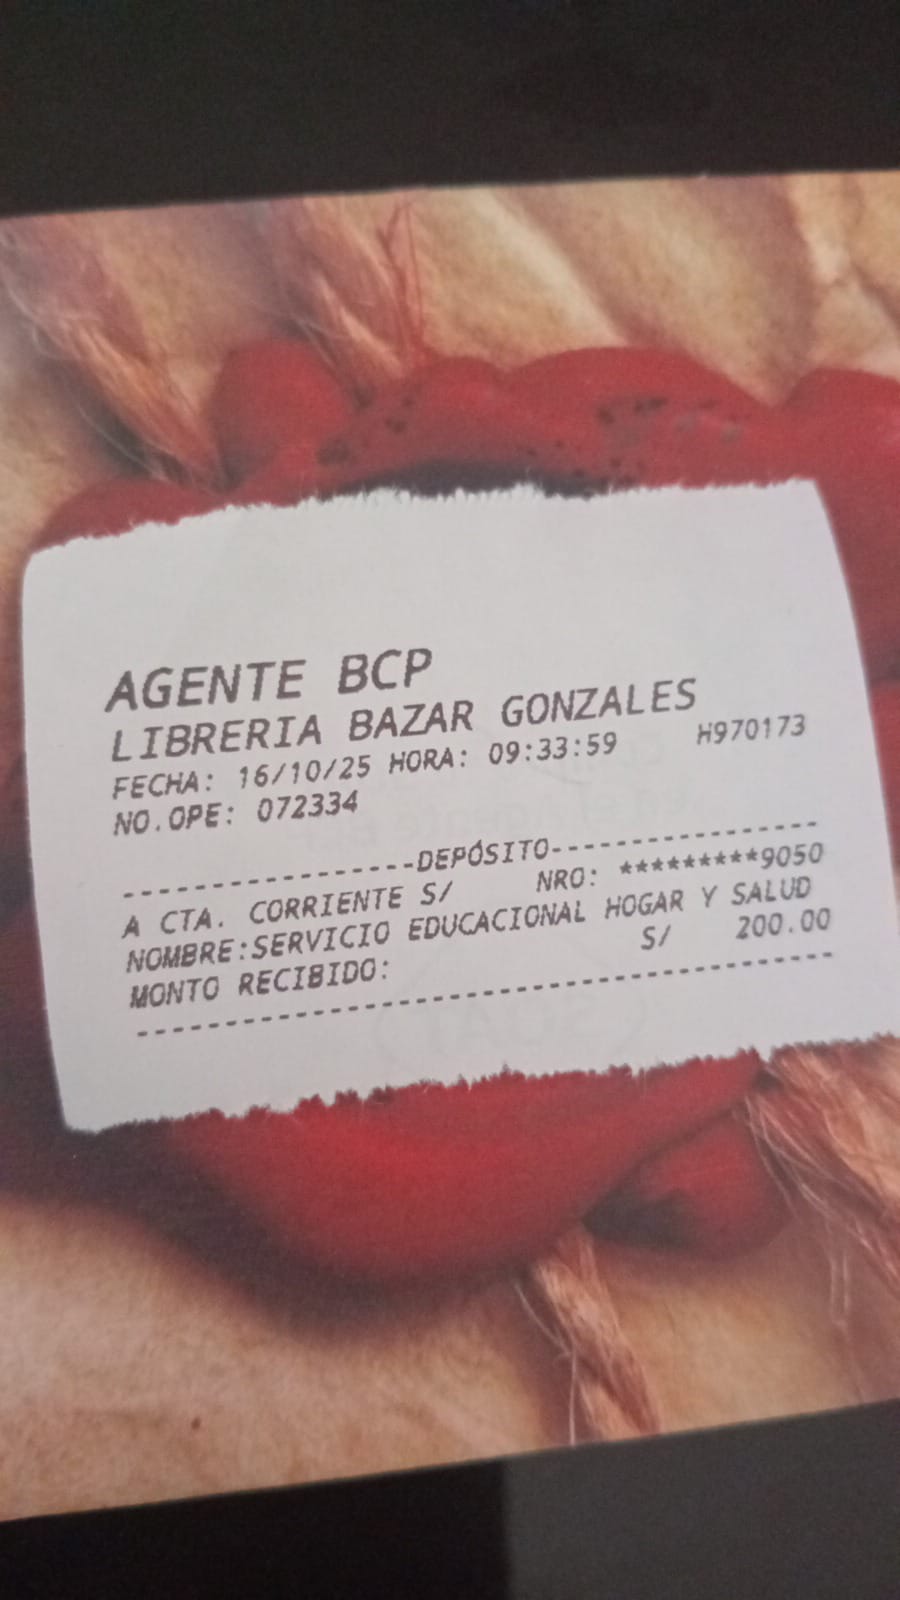 AGENTE BCP
LIBRERIA BAZAR GONZALES
FECHA: 16/10/25 HORA: 09:33:59 H970173
NO.OPE: 072334
-----------------DEPÓSITO----------------
A CTA. CORRIENTE S/ NRO: *********9050
NOMBRE:SERVICIO EDUCACIONAL HOGAR Y SALUD
MONTO RECIBIDO: S/ 200.00
-----------------------------------------